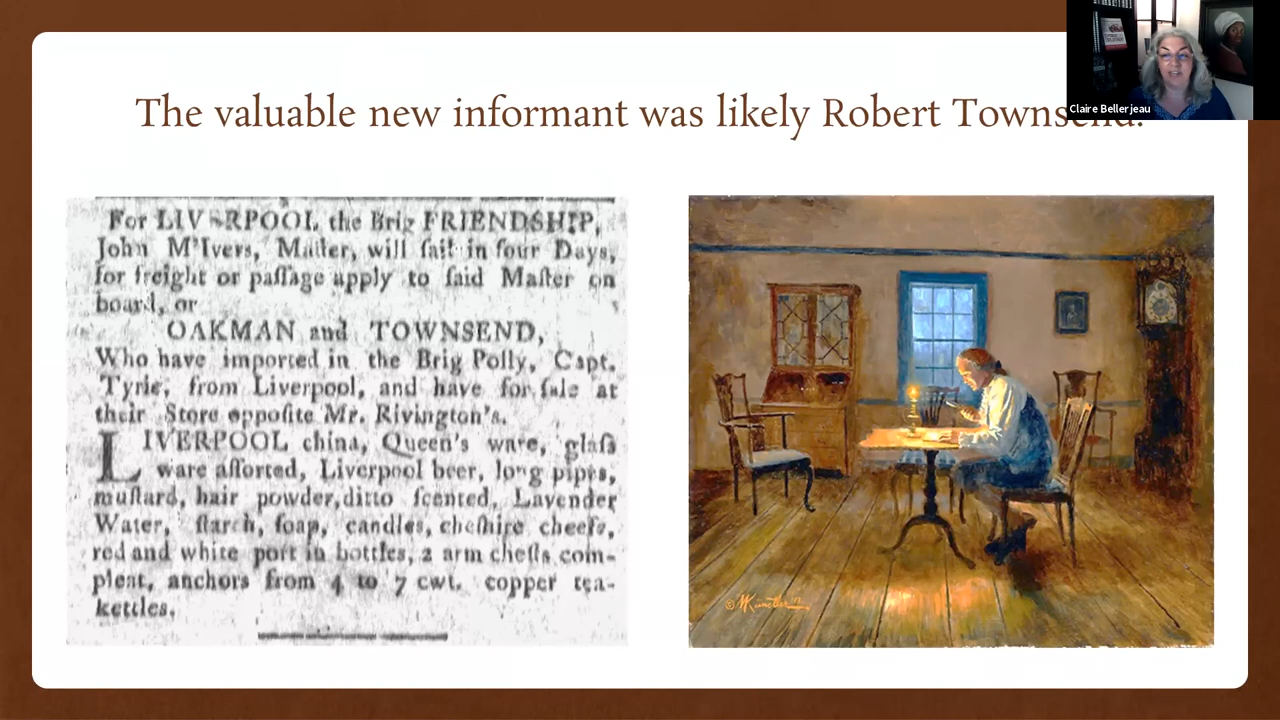 The valuable new informant was likely Robert Townsend.
Claire Bellerjeau
For LIVERPOOL the Brig FRIENDSHIP,
John M'Ivers, Maſter, will ſail in four Days,
for freight or paſſage apply to ſaid Maſter on
board, or
OAKMAN and TOWNSEND,
Who have imported in the Brig Polly, Capt.
Tyrie, from Liverpool, and have for ſale at
their Store oppoſite Mr. Rivington's.
LIVERPOOL china, Queen's ware, glaſs
ware aſſorted, Liverpool beer, long pipes,
muſtard, hair powder, ditto ſcented, Lavender
Water, ſtarch, ſoap, candles, cheſhire cheeſe,
red and white port in bottles, 2 arm cheſts com-
pleat, anchors from 4 to 7 cwt. copper tea-
kettles.